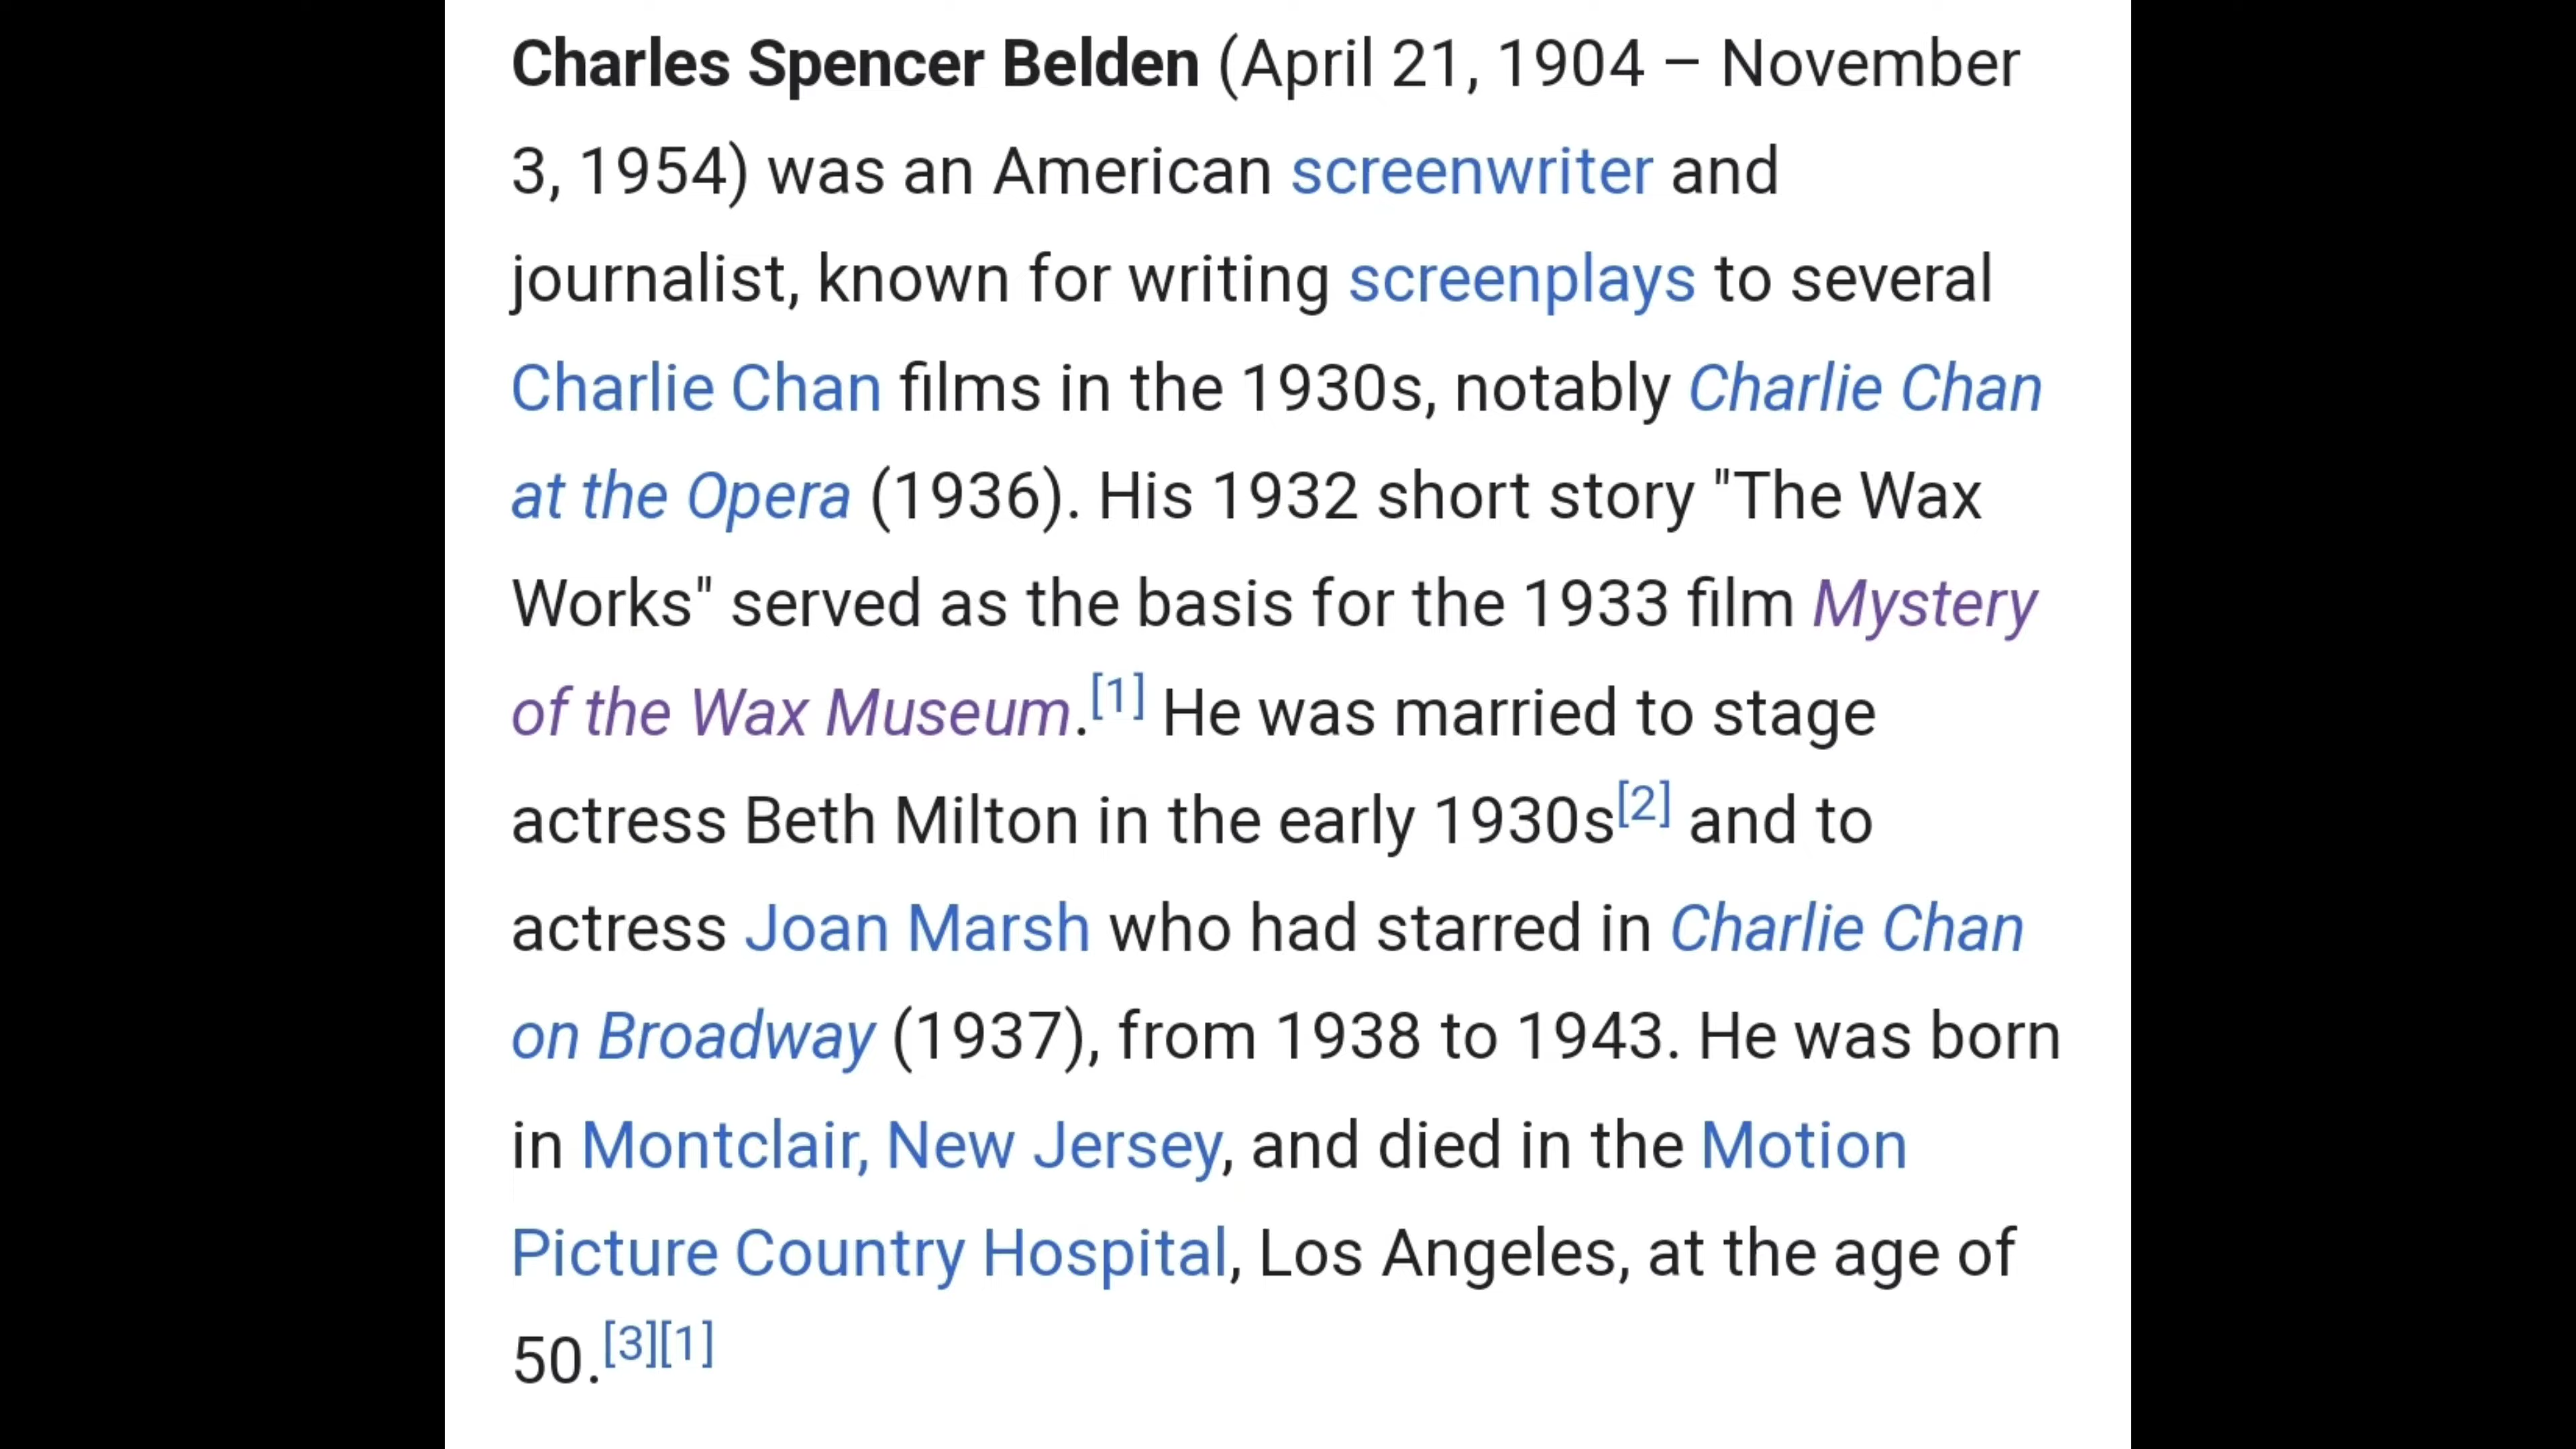 Charles Spencer Belden (April 21, 1904 – November
3, 1954) was an American screenwriter and
journalist, known for writing screenplays to several
Charlie Chan films in the 1930s, notably Charlie Chan
at the Opera (1936). His 1932 short story "The Wax
Works" served as the basis for the 1933 film Mystery
of the Wax Museum.[1] He was married to stage
actress Beth Milton in the early 1930s[2] and to
actress Joan Marsh who had starred in Charlie Chan
on Broadway (1937), from 1938 to 1943. He was born
in Montclair, New Jersey, and died in the Motion
Picture Country Hospital, Los Angeles, at the age of
50.[3][1]